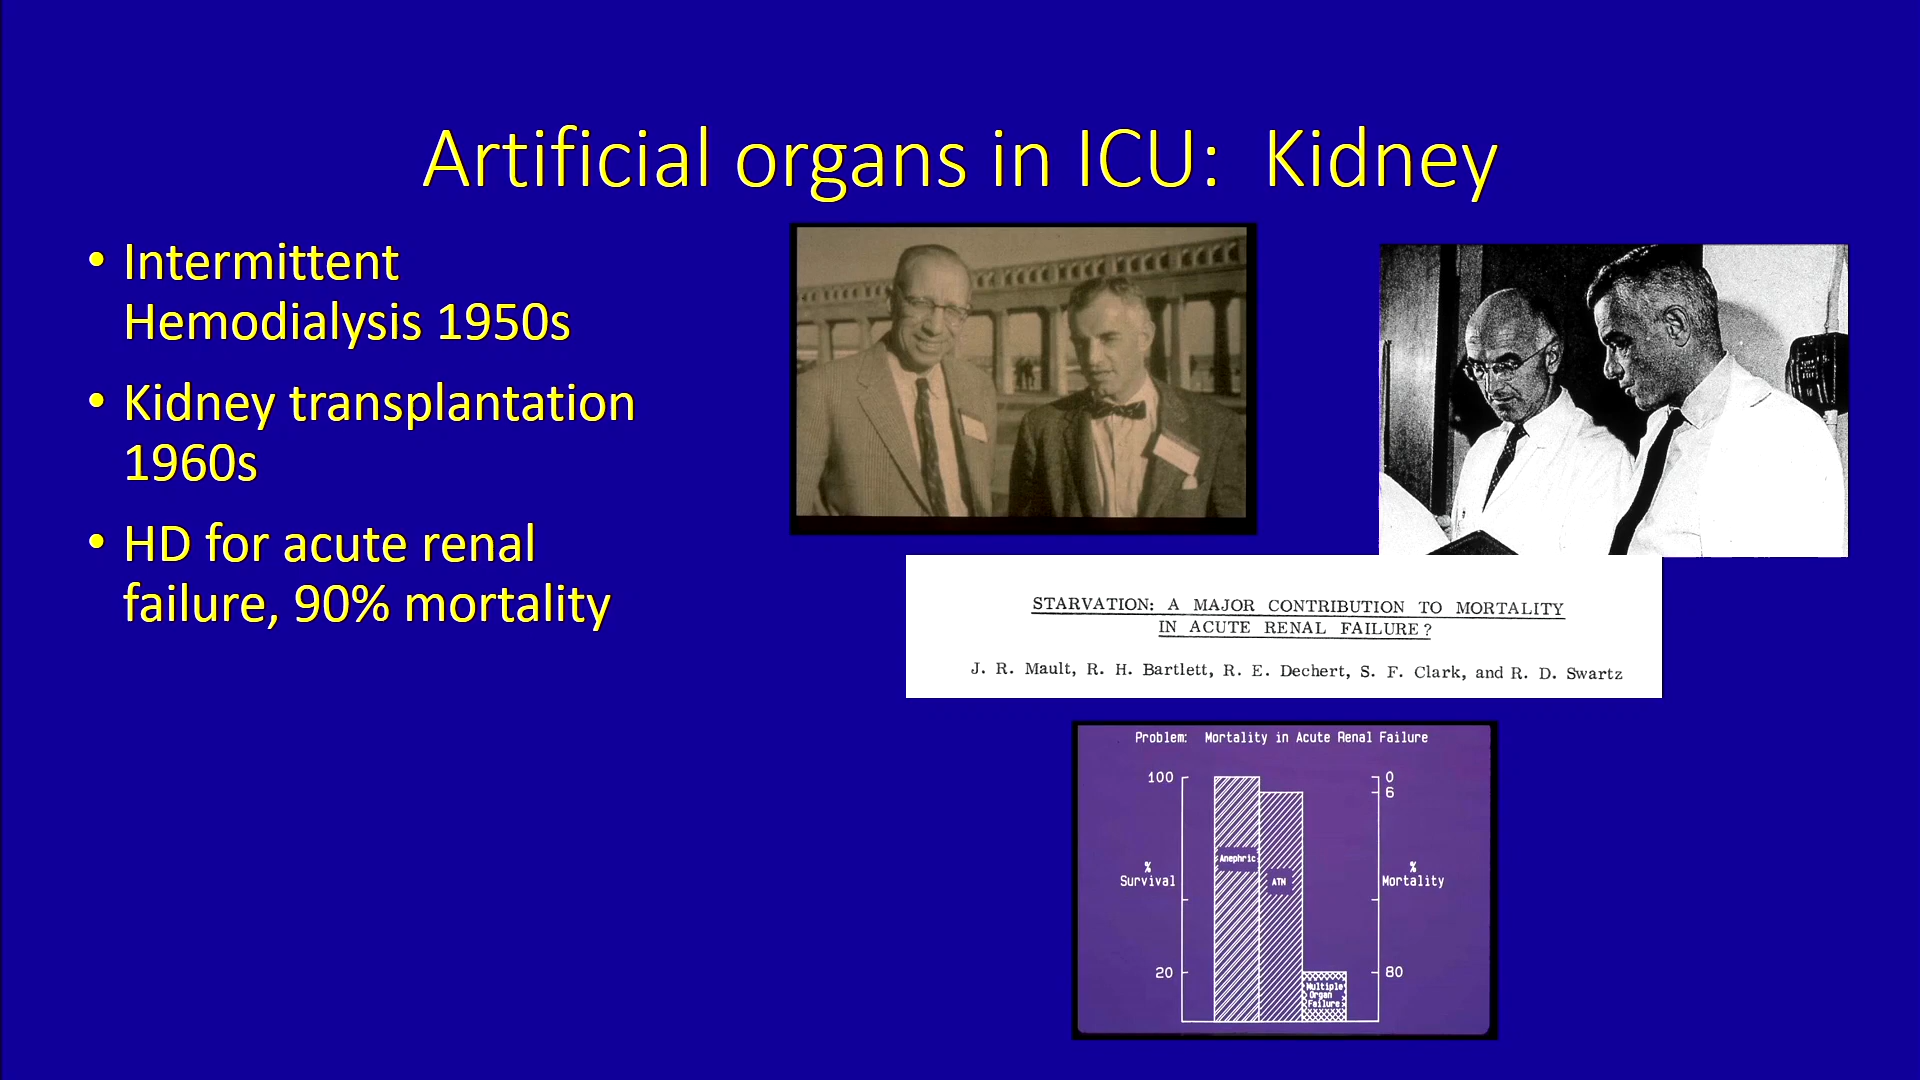 Artificial organs in ICU:  Kidney
• Intermittent
Hemodialysis 1950s
• Kidney transplantation
1960s
• HD for acute renal
failure, 90% mortality
STARVATION: A MAJOR CONTRIBUTION TO MORTALITY
IN ACUTE RENAL FAILURE?
J. R. Mault, R. H. Bartlett, R. E. Dechert, S. F. Clark, and R. D. Swartz
Problem:  Mortality in Acute Renal Failure
100
0
6
Anephric
%
Survival
ATN
%
Mortality
20
80
Multiple
Organ
Failure